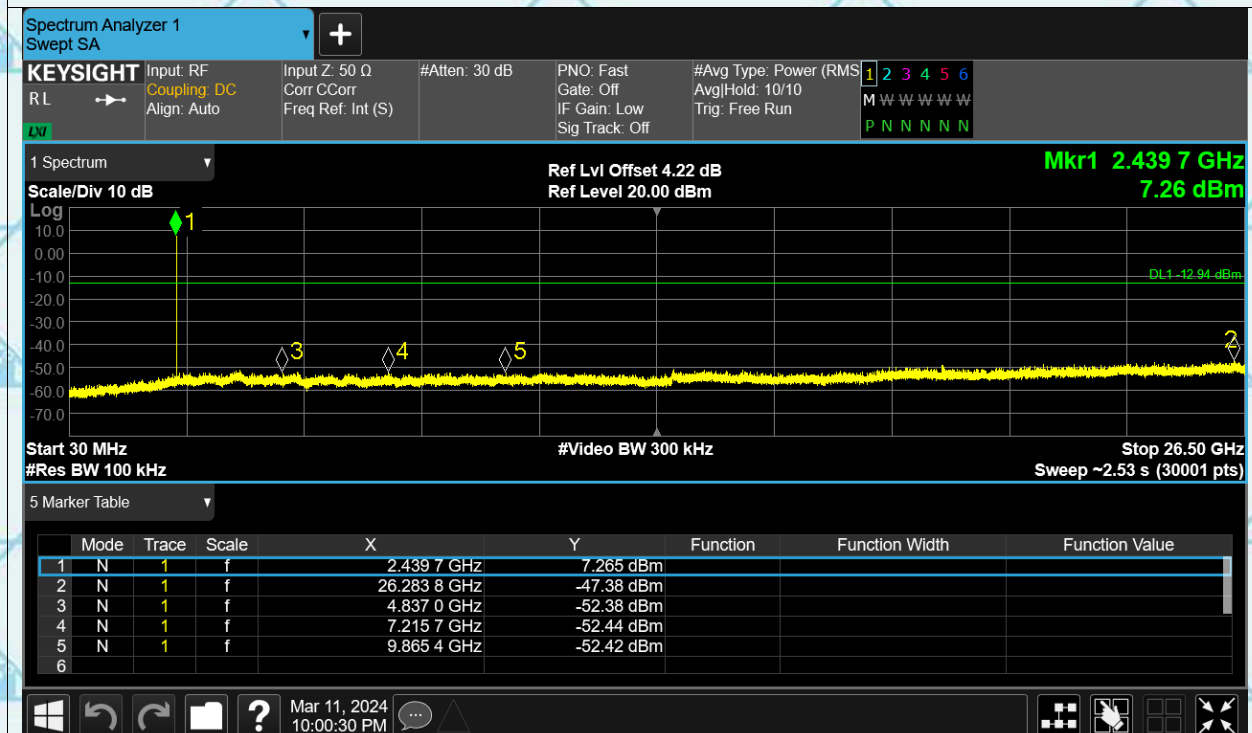 Spectrum Analyzer 1
Swept SA
KEYSIGHT
RL
LXI
Input: RF
Coupling: DC
Align: Auto
Input Z: 50 Ω
Corr CCorr
Freq Ref: Int (S)
#Atten: 30 dB
PNO: Fast
Gate: Off
IF Gain: Low
Sig Track: Off
#Avg Type: Power (RMS
Avg|Hold: 10/10
Trig: Free Run
1 2 3 4 5 6
M W W W W W
P N N N N N
1 Spectrum
Scale/Div 10 dB
Ref Lvl Offset 4.22 dB
Ref Level 20.00 dBm
Mkr1 2.439 7 GHz
7.26 dBm
Log
10.0
0.00
-10.0
-20.0
-30.0
-40.0
-50.0
-60.0
-70.0
1
DL1 -12.94 dBm
3
4
5
2
Start 30 MHz
#Video BW 300 kHz
Stop 26.50 GHz
#Res BW 100 kHz
Sweep ~2.53 s (30001 pts)
5 Marker Table
Mode Trace Scale X Y Function Function Width Function Value
1 N 1 f 2.439 7 GHz 7.265 dBm
2 N 1 f 26.283 8 GHz -47.38 dBm
3 N 1 f 4.837 0 GHz -52.38 dBm
4 N 1 f 7.215 7 GHz -52.44 dBm
5 N 1 f 9.865 4 GHz -52.42 dBm
6
?
Mar 11, 2024
10:00:30 PM